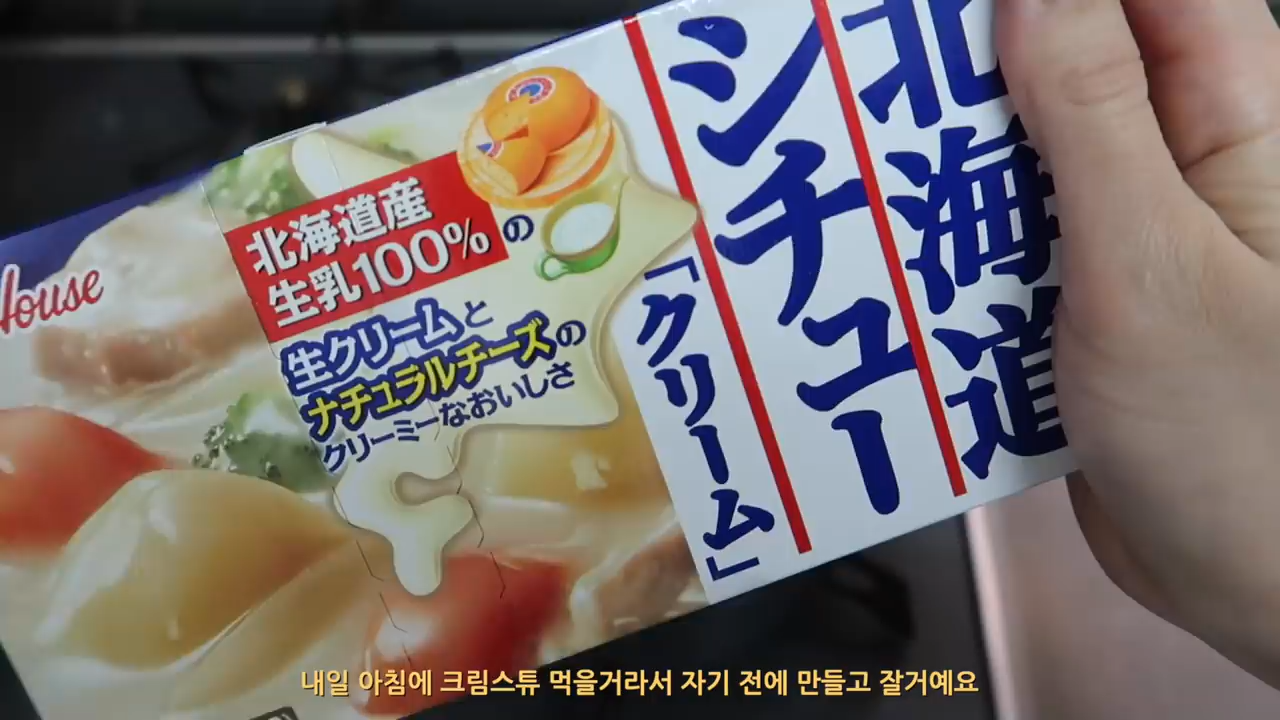 北海道
シチュー
「クリーム」
House
北海道産
生乳100%の
生クリームと
ナチュラルチーズの
クリーミーなおいしさ
내일 아침에 크림스튜 먹을거라서 자기 전에 만들고 잘거예요